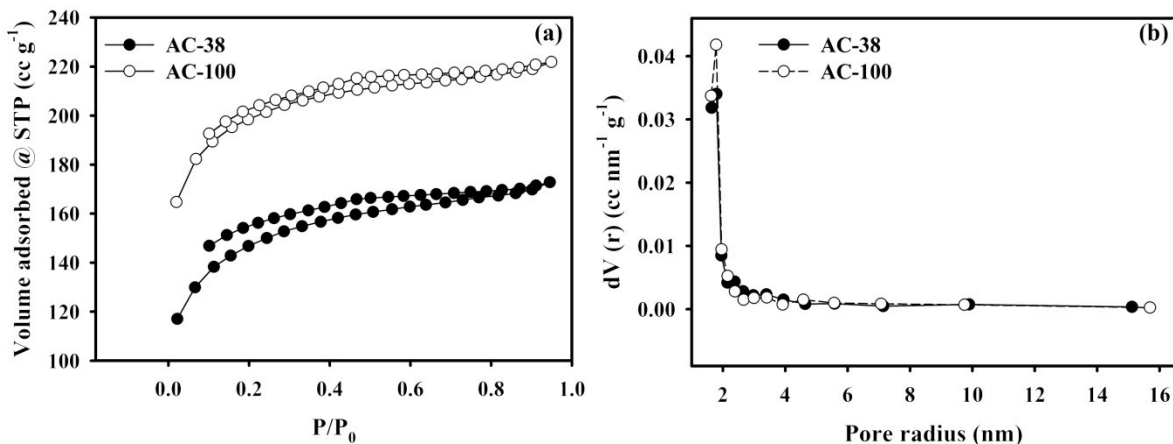 (a)
AC-38
AC-100
Volume adsorbed @ STP (cc g⁻¹)
240
220
200
180
160
140
120
100
0.0 0.2 0.4 0.6 0.8 1.0
P/P₀
(b)
AC-38
AC-100
dV (r) (cc nm⁻¹ g⁻¹)
0.04
0.03
0.02
0.01
0.00
2 4 6 8 10 12 14 16
Pore radius (nm)